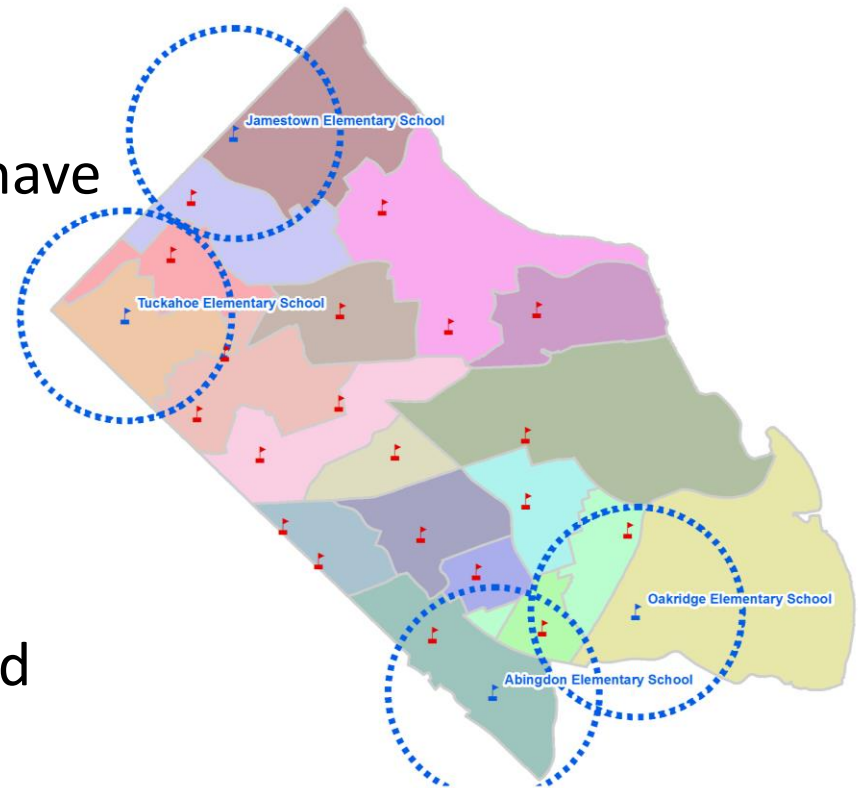 Jamestown Elementary School
have
Tuckahoe Elementary School
Oakridge Elementary School
d
Abingdon Elementary School